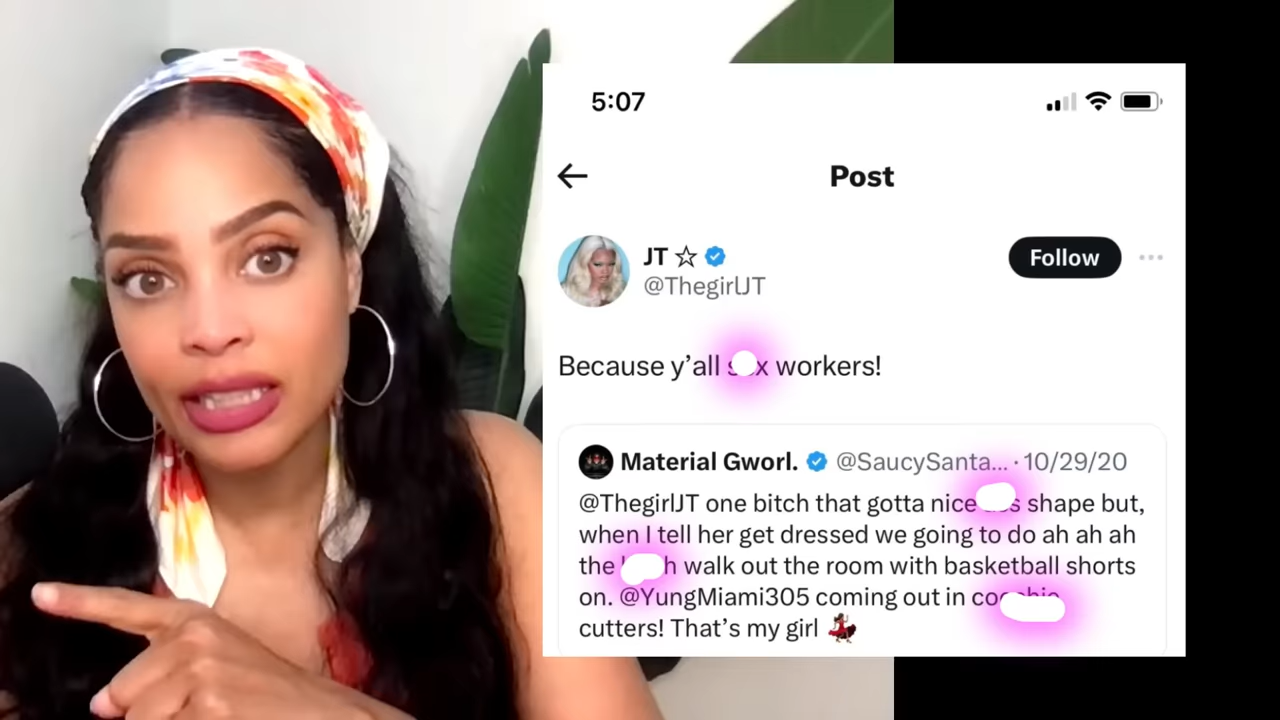 5:07
Post
JT ☆
Follow
@ThegirlJT
Because y’all workers!
Material Gworl. @SaucySanta... · 10/29/20
@ThegirlJT one bitch that gotta nice shape but,
when I tell her get dressed we going to do ah ah ah
the walk out the room with basketball shorts
on. @YungMiami305 coming out in
cutters! That’s my girl 💃